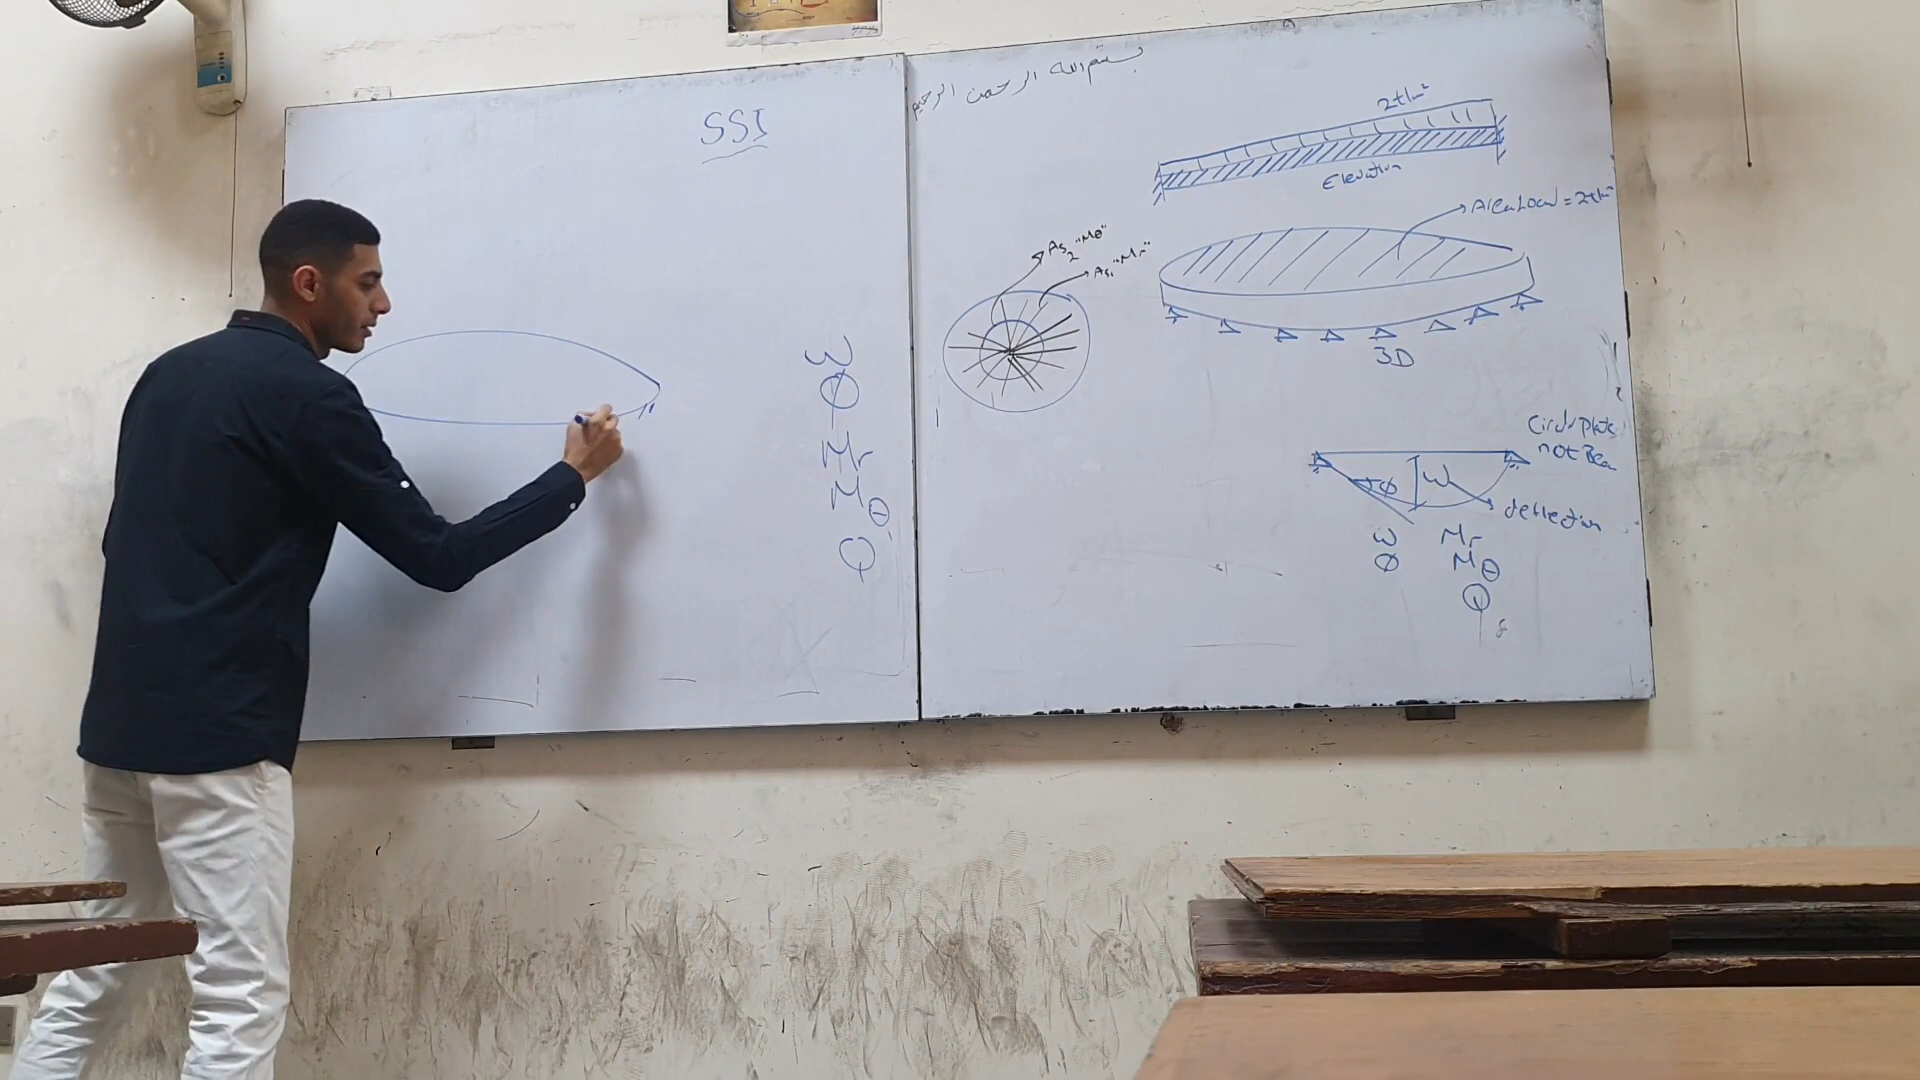 بسم الله الرحمن الرحيم
SSI
2t/m²
Elevation
Area Load = 2t/m²
As₂ "Mθ"
As₁ "Mr"
3D
ω
Ø
Mr
Mθ
Q
Circular Plate
not Beam
Ø
ω
deflection
ω Mr
Ø Mθ
Q